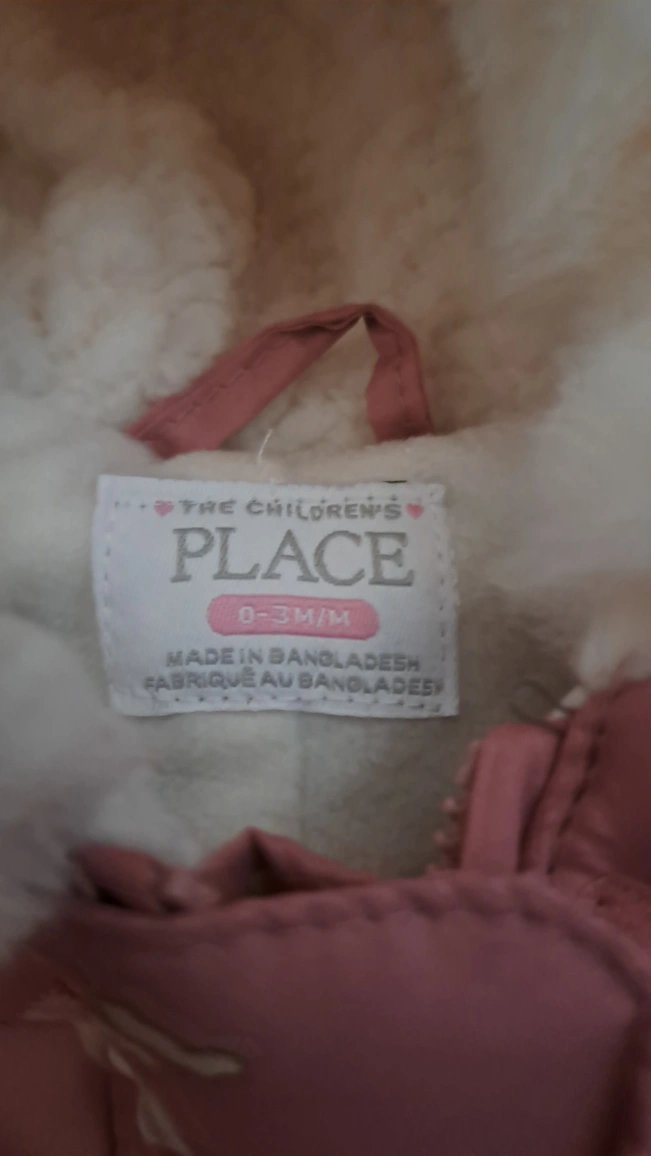 THE CHILDREN'S
PLACE
0-3M/M
MADE IN BANGLADESH
FABRIQUÉ AU BANGLADESH